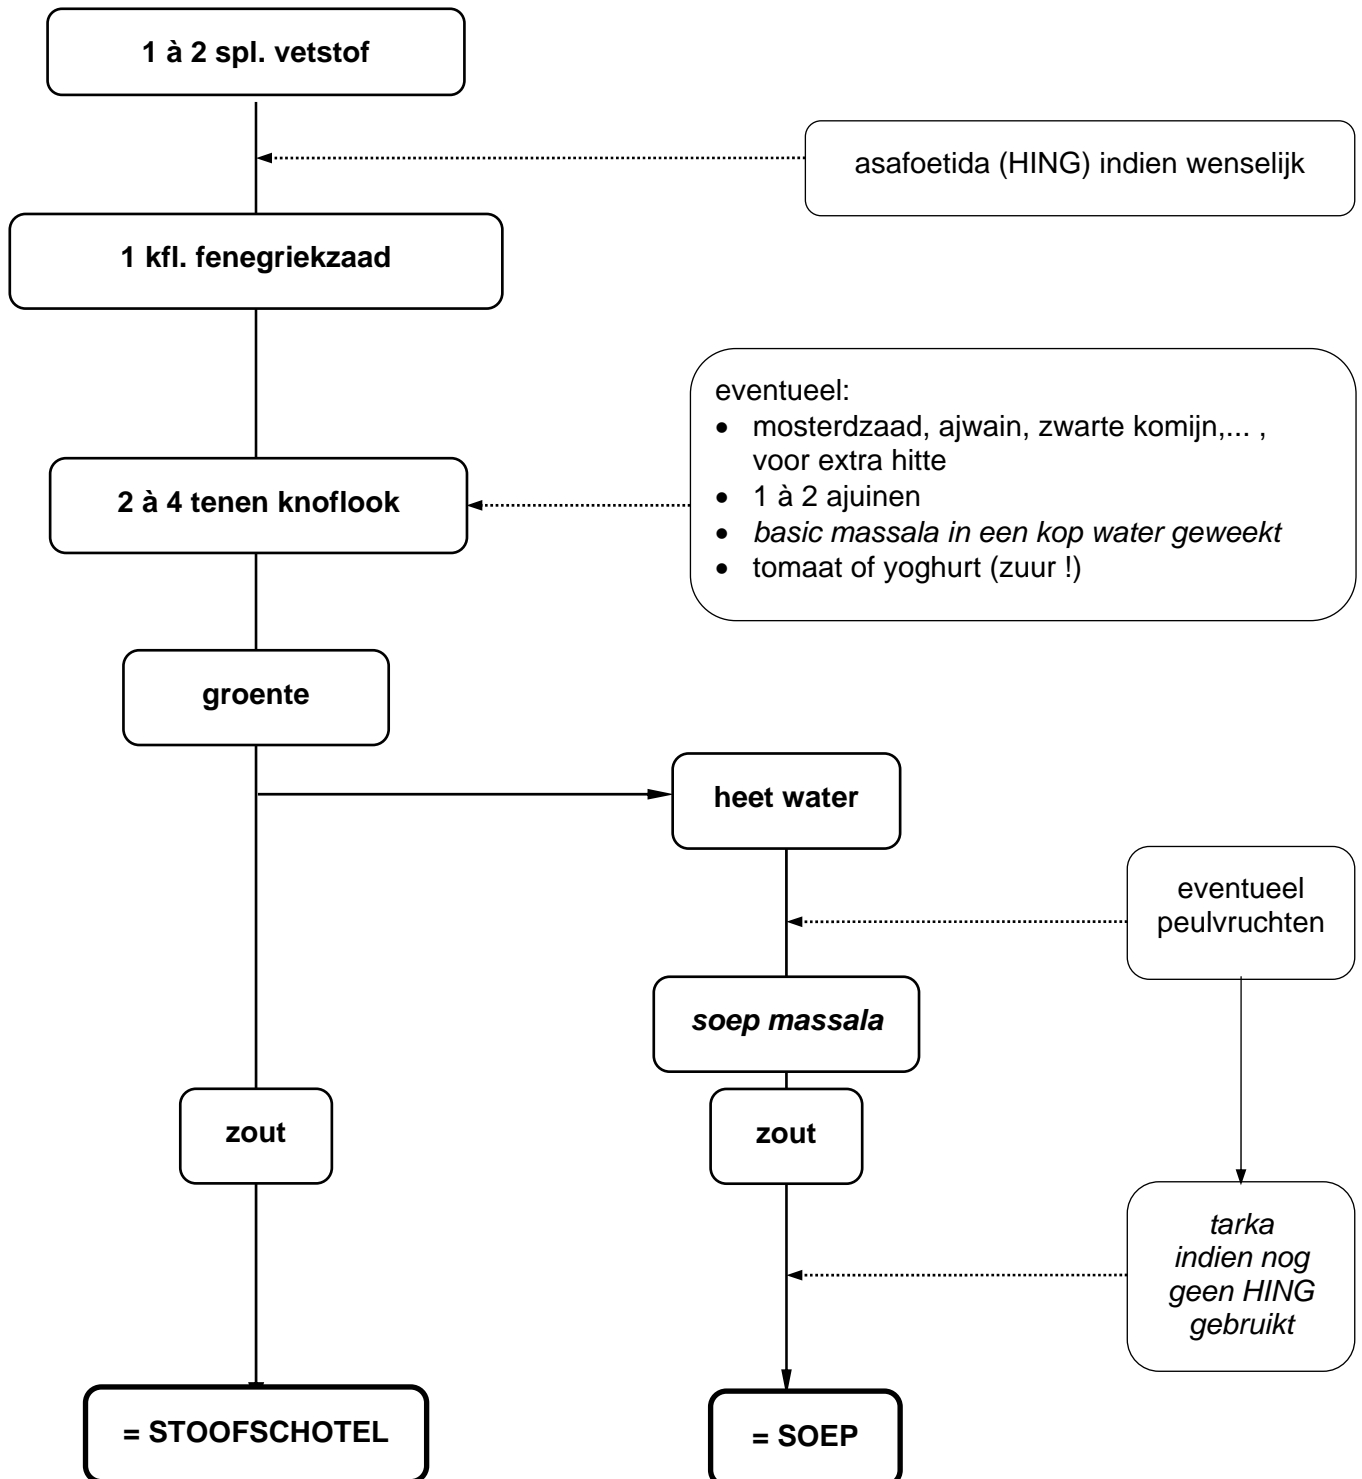 1 à 2 spl. vetstof
asafoetida (HING) indien wenselijk
1 kfl. fenegriekzaad
eventueel:
• mosterdzaad, ajwain, zwarte komijn,... ,
voor extra hitte
2 à 4 tenen knoflook
• 1 à 2 ajuinen
• basic massala in een kop water geweekt
• tomaat of yoghurt (zuur !)
groente
heet water
eventueel
peulvruchten
soep massala
zout
zout
tarka
indien nog
geen HING
gebruikt
= STOOFSCHOTEL
= SOEP